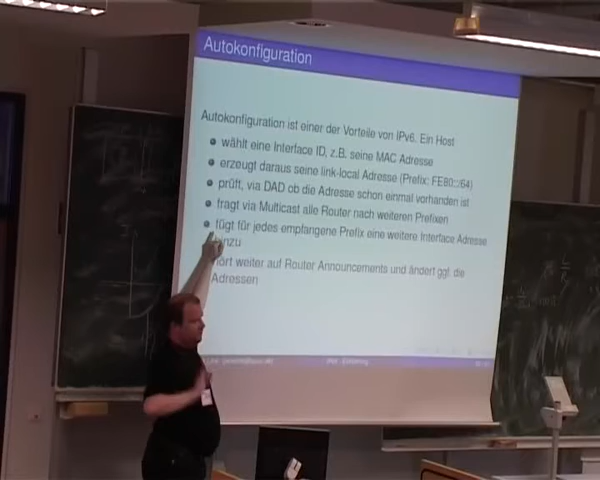 Autokonfiguration
Autokonfiguration ist einer der Vorteile von IPv6. Ein Host
wählt eine Interface ID, z.B. seine MAC Adresse
erzeugt daraus seine link-local Adresse (Prefix: FE80::/64)
prüft, via DAD ob die Adresse schon einmal vorhanden ist
fragt via Multicast alle Router nach weiteren Prefixen
fügt für jedes empfangene Prefix eine weitere Interface Adresse
hört weiter auf Router Announcements und ändert ggf. die
Adressen